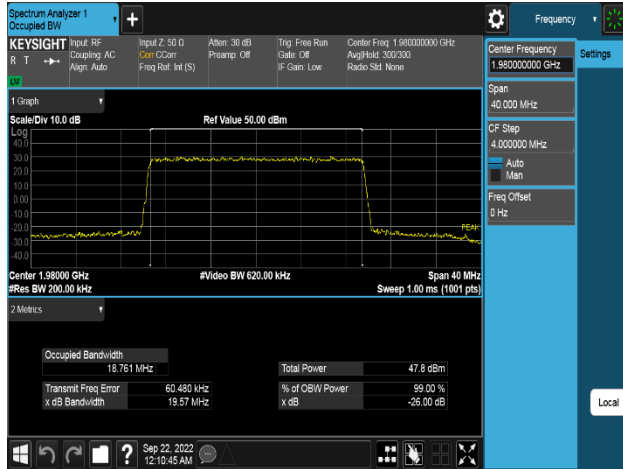 Spectrum Analyzer 1
Occupied BW
Frequency
KEYSIGHT
R T
Input: RF
Coupling: AC
Align: Auto
Input Z: 50 Ω
Corr CCorr
Freq Ref: Int (S)
Atten: 30 dB
Preamp: Off
Trig: Free Run
Gate: Off
IF Gain: Low
Center Freq: 1.980000000 GHz
Avg|Hold: 300/300
Radio Std: None
1 Graph
Scale/Div 10.0 dB
Ref Value 50.00 dBm
Log
40.0
30.0
20.0
10.0
0.00
-10.0
-20.0
-30.0
-40.0
PEAK
Center 1.98000 GHz
#Video BW 620.00 kHz
Span 40 MHz
#Res BW 200.00 kHz
Sweep 1.00 ms (1001 pts)
2 Metrics
Occupied Bandwidth
18.761 MHz
Total Power 47.8 dBm
Transmit Freq Error 60.480 kHz
% of OBW Power 99.00 %
x dB Bandwidth 19.57 MHz
x dB -26.00 dB
Sep 22, 2022
12:10:45 AM
Center Frequency
1.980000000 GHz
Settings
Span
40.000 MHz
CF Step
4.000000 MHz
Auto
Man
Freq Offset
0 Hz
Local